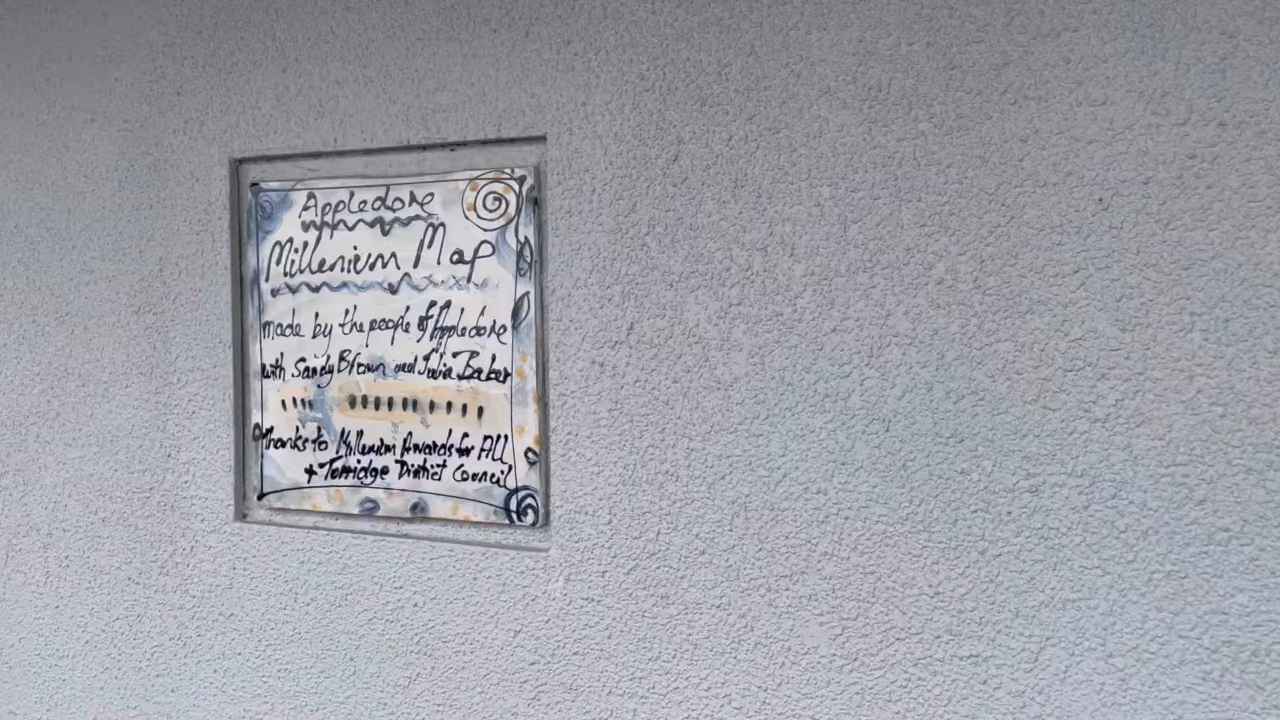 Appledore
Millenium Map
made by the people of Appledore
with Sandy Brown and Julia Baker
Thanks to Millenium Awards for ALL
+ Torridge District Council